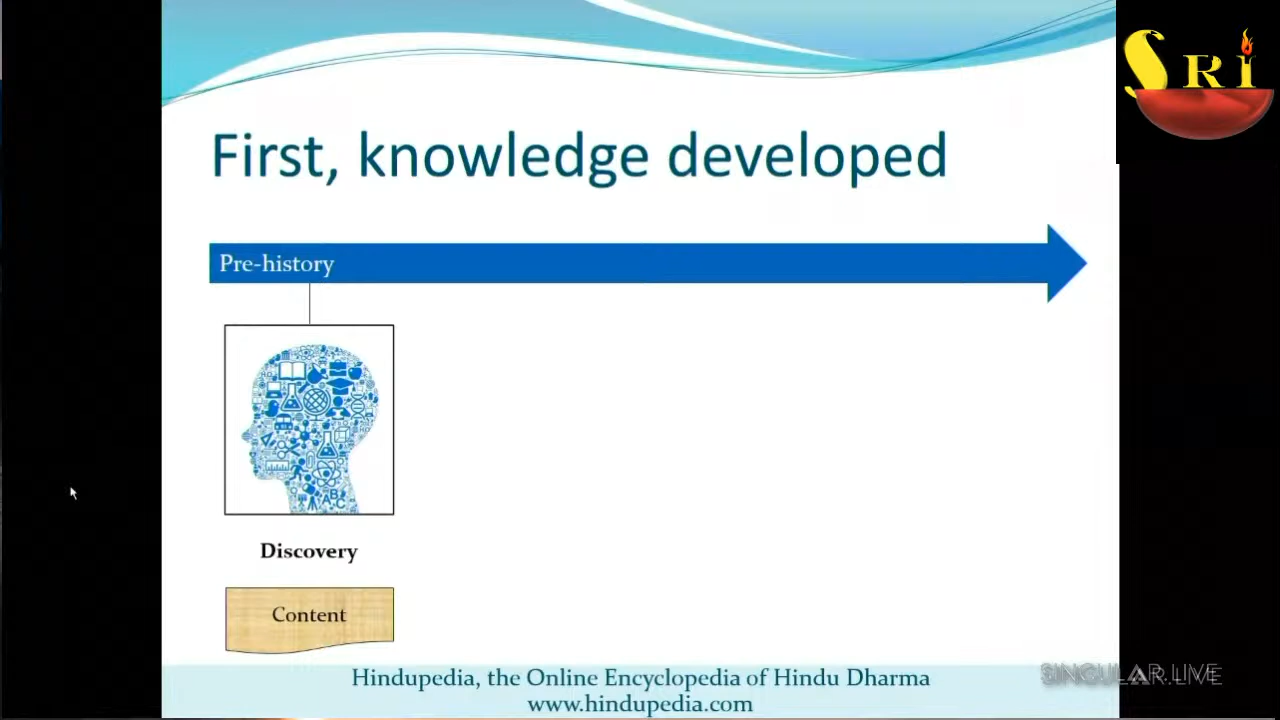 SRi
First, knowledge developed
Pre-history
Discovery
Content
Hindupedia, the Online Encyclopedia of Hindu Dharma
www.hindupedia.com
SINGULAR.LIVE